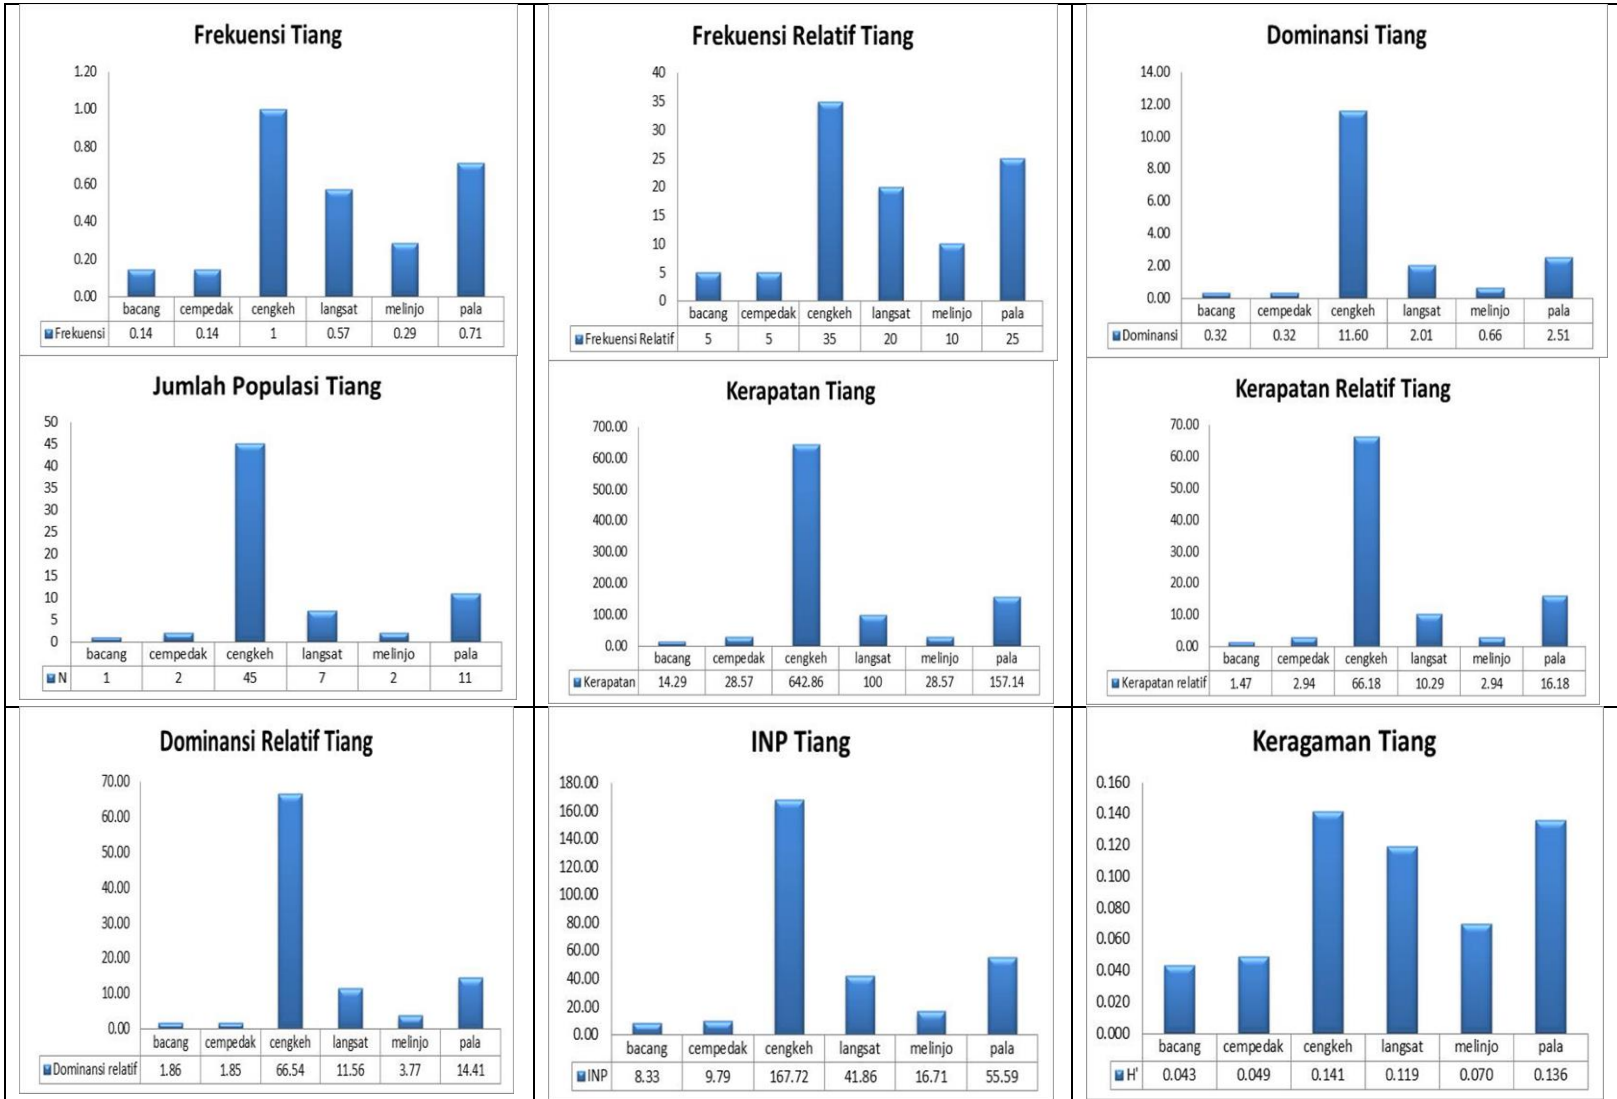 Frekuensi Tiang
1.20
1.00
0.80
0.60
0.40
0.20
0.00
bacang cempedak cengkeh langsat melinjo pala
Frekuensi 0.14 0.14 1 0.57 0.29 0.71
Frekuensi Relatif Tiang
40
35
30
25
20
15
10
5
0
bacang cempedak cengkeh langsat melinjo pala
Frekuensi Relatif 5 5 35 20 10 25
Dominansi Tiang
14.00
12.00
10.00
8.00
6.00
4.00
2.00
0.00
bacang cempedak cengkeh langsat melinjo pala
Dominansi 0.32 0.32 11.60 2.01 0.66 2.51
Jumlah Populasi Tiang
50
45
40
35
30
25
20
15
10
5
0
bacang cempedak cengkeh langsat melinjo pala
N 1 2 45 7 2 11
Kerapatan Tiang
700.00
600.00
500.00
400.00
300.00
200.00
100.00
0.00
bacang cempedak cengkeh langsat melinjo pala
Kerapatan 14.29 28.57 642.86 100 28.57 157.14
Kerapatan Relatif Tiang
70.00
60.00
50.00
40.00
30.00
20.00
10.00
0.00
bacang cempedak cengkeh langsat melinjo pala
Kerapatan relatif 1.47 2.94 66.18 10.29 2.94 16.18
Dominansi Relatif Tiang
70.00
60.00
50.00
40.00
30.00
20.00
10.00
0.00
bacang cempedak cengkeh langsat melinjo pala
Dominansi relatif 1.86 1.85 66.54 11.56 3.77 14.41
INP Tiang
180.00
160.00
140.00
120.00
100.00
80.00
60.00
40.00
20.00
0.00
bacang cempedak cengkeh langsat melinjo pala
INP 8.33 9.79 167.72 41.86 16.71 55.59
Keragaman Tiang
0.160
0.140
0.120
0.100
0.080
0.060
0.040
0.020
0.000
bacang cempedak cengkeh langsat melinjo pala
H' 0.043 0.049 0.141 0.119 0.070 0.136